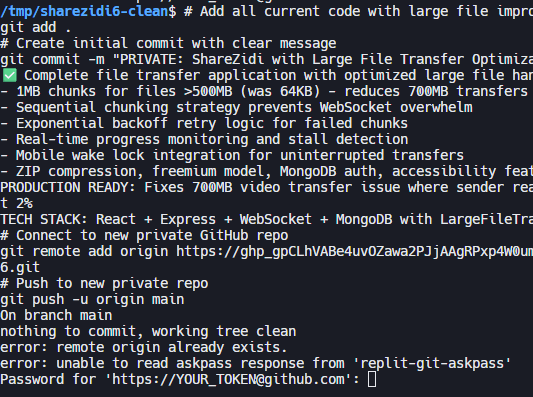 /tmp/sharezidi6-clean$ # Add all current code with large file impro
git add .
# Create initial commit with clear message
git commit -m "PRIVATE: ShareZidi with Large File Transfer Optimiza
✅ Complete file transfer application with optimized large file han
- 1MB chunks for files >500MB (was 64KB) - reduces 700MB transfers
- Sequential chunking strategy prevents WebSocket overwhelm
- Exponential backoff retry logic for failed chunks
- Real-time progress monitoring and stall detection
- Mobile wake lock integration for uninterrupted transfers
- ZIP compression, freemium model, MongoDB auth, accessibility feat
PRODUCTION READY: Fixes 700MB video transfer issue where sender rea
t 2%
TECH STACK: React + Express + WebSocket + MongoDB with LargeFileTra
# Connect to new private GitHub repo
git remote add origin https://ghp_gpCLhVABe4uvOZawa2PJjAAgRPxp4W0um
6.git
# Push to new private repo
git push -u origin main
On branch main
nothing to commit, working tree clean
error: remote origin already exists.
error: unable to read askpass response from 'replit-git-askpass'
Password for 'https://YOUR_TOKEN@github.com':